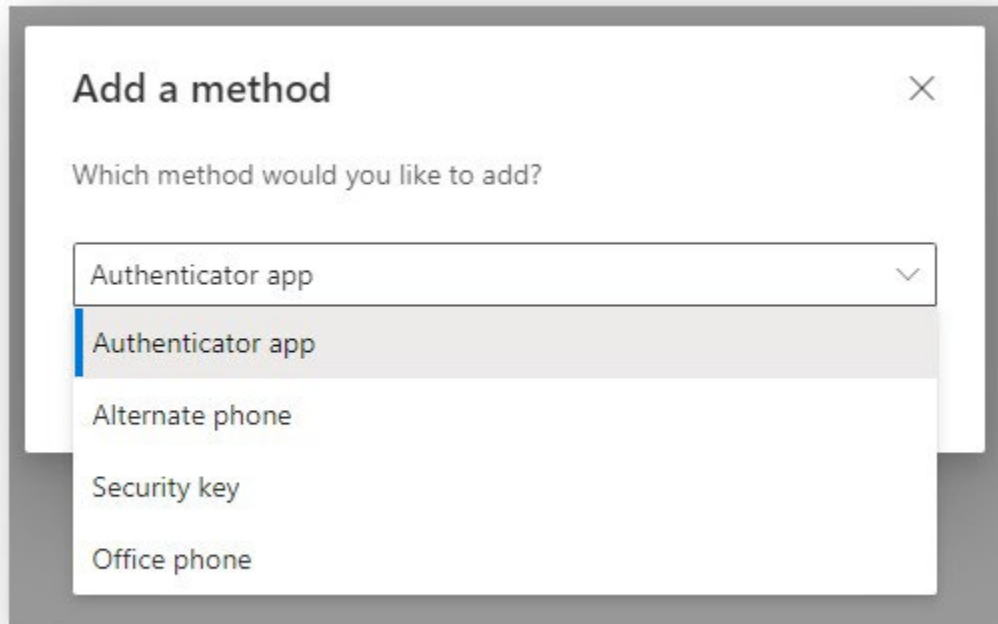 Add a method
Which method would you like to add?
Authenticator app
Authenticator app
Alternate phone
Security key
Office phone